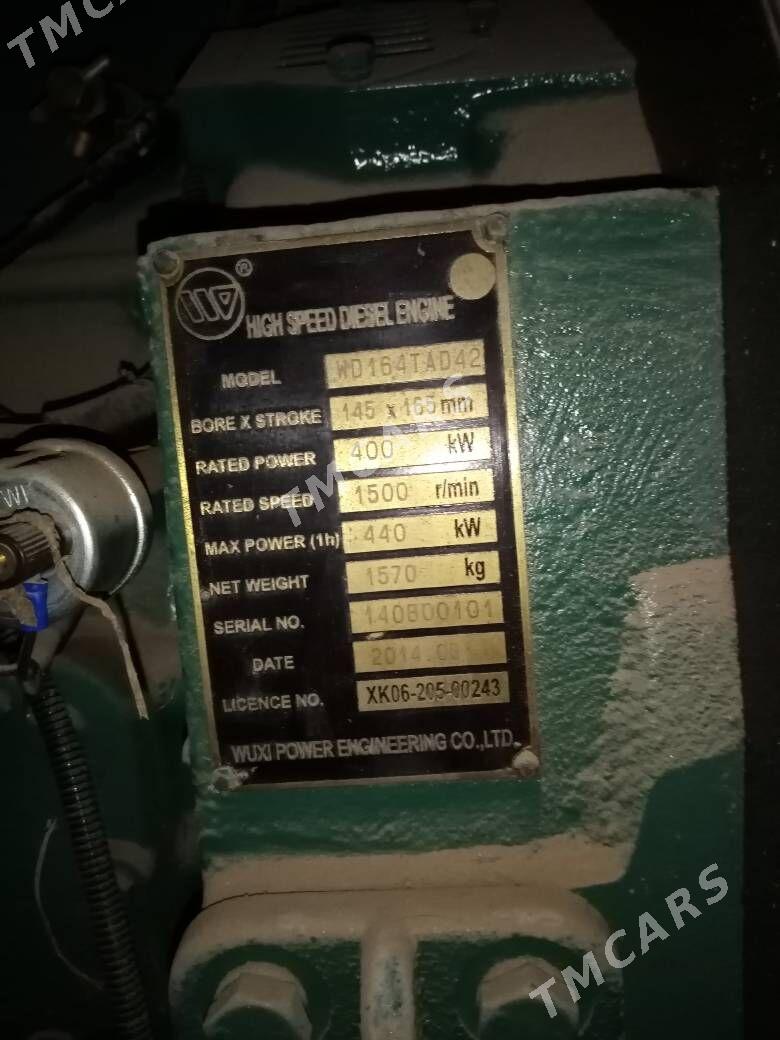 TMCARS
WD ®
HIGH SPEED DIESEL ENGINE
MODEL WD164TAD42
BORE X STROKE 145 x 165 mm
RATED POWER 400 kW
RATED SPEED 1500 r/min
MAX POWER (1h) 440 kW
NET WEIGHT 1570 kg
SERIAL NO. 140800101
DATE
LICENCE NO. XK06-205-00243
WUXI POWER ENGINEERING CO.,LTD.
TMCARS
TMCARS